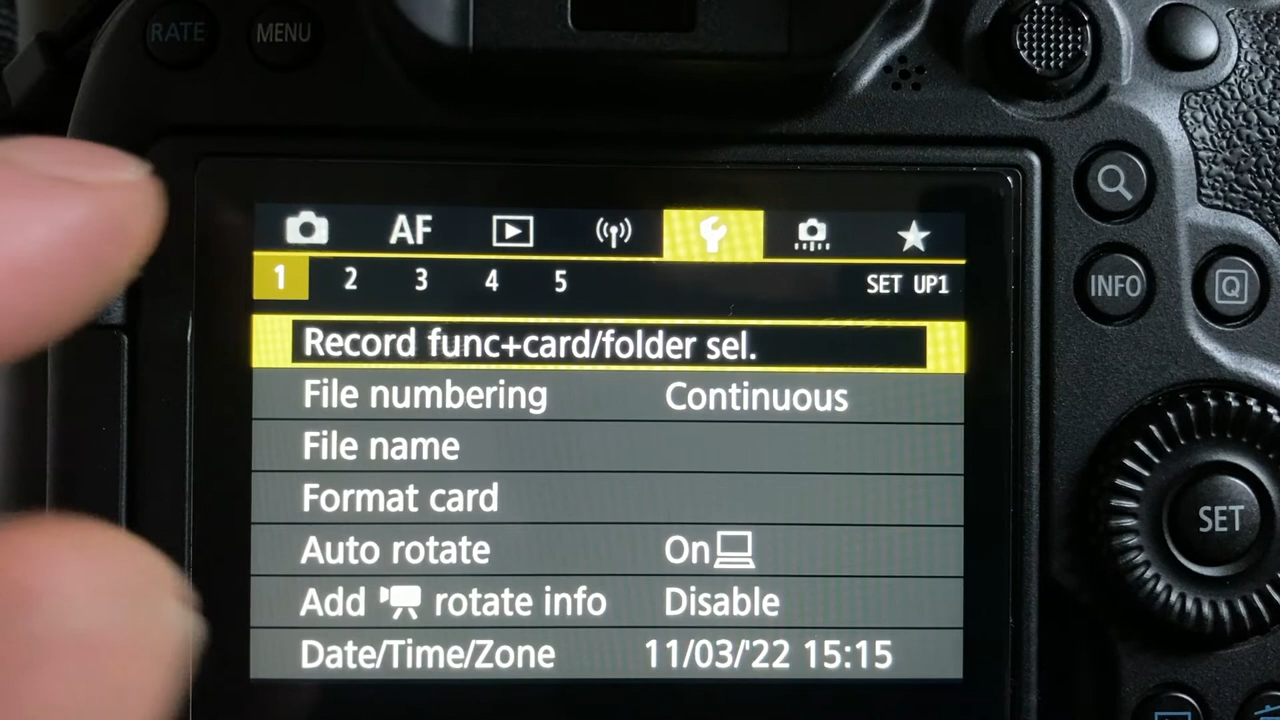 RATE MENU
AF
1 2 3 4 5 SET UP1
Record func+card/folder sel.
File numbering Continuous
File name
Format card
Auto rotate On
Add rotate info Disable
Date/Time/Zone 11/03/'22 15:15
INFO Q
SET